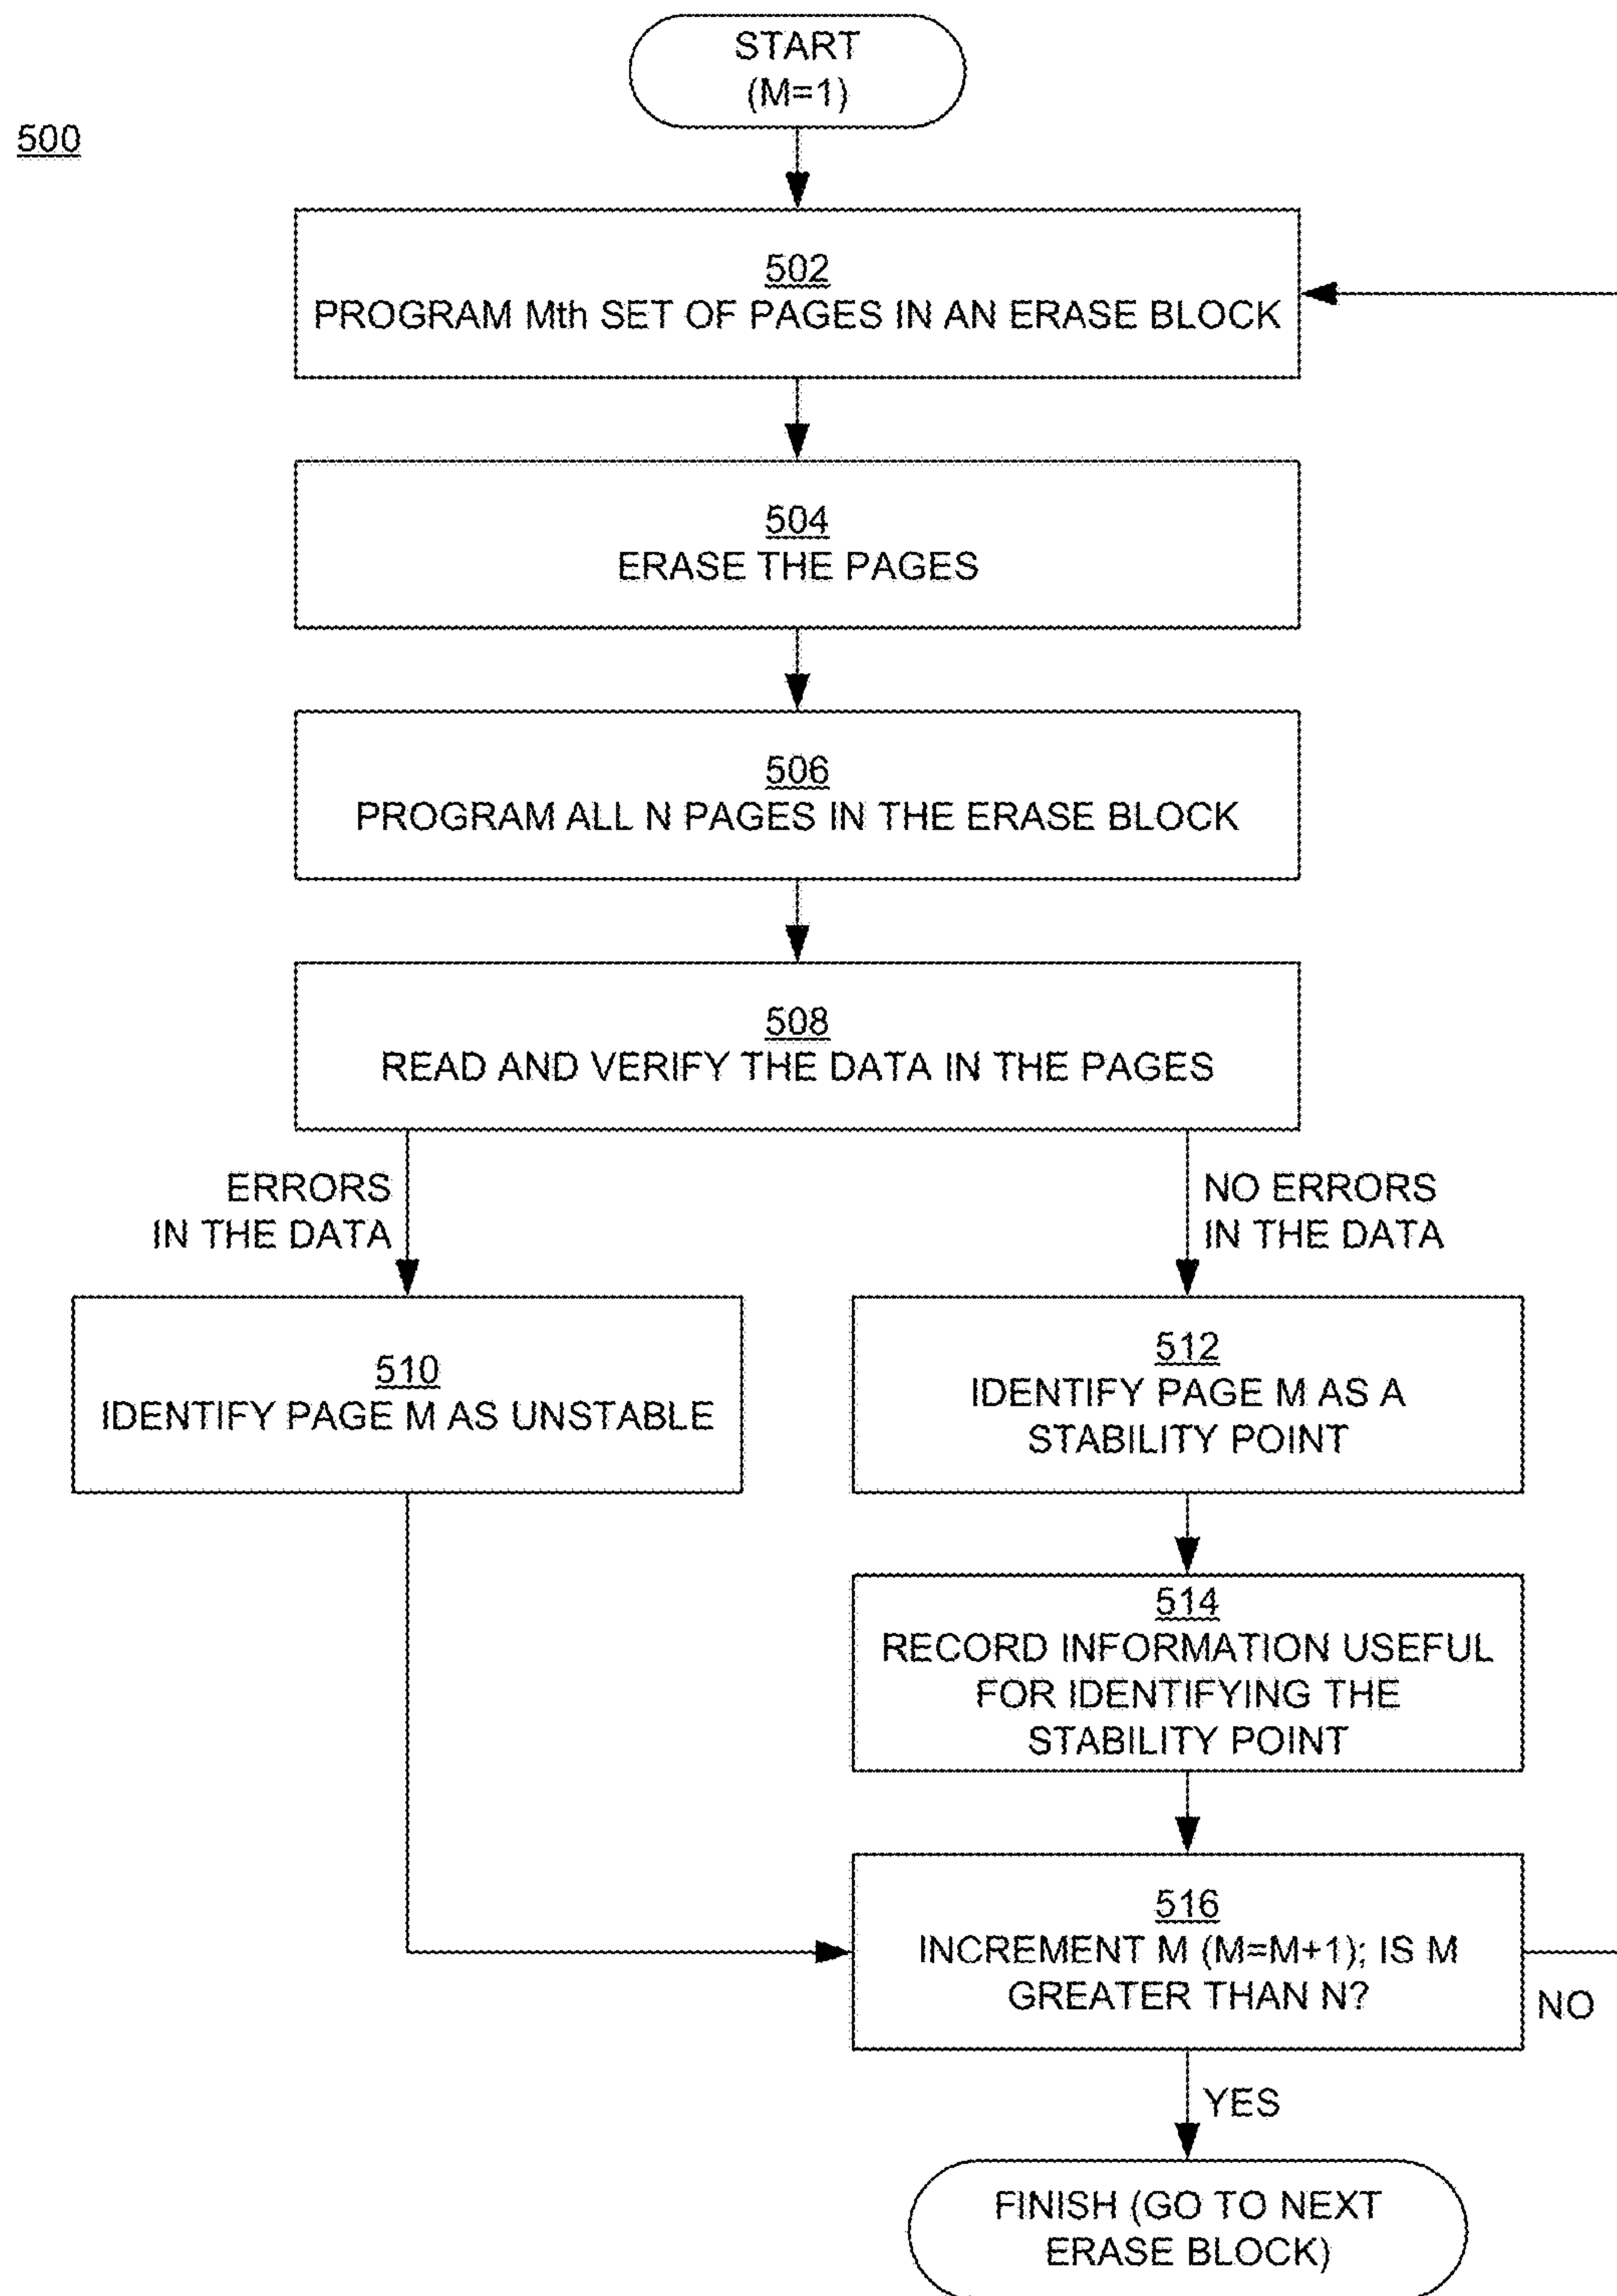 START
(M=1)
500
502
PROGRAM Mth SET OF PAGES IN AN ERASE BLOCK
504
ERASE THE PAGES
506
PROGRAM ALL N PAGES IN THE ERASE BLOCK
508
READ AND VERIFY THE DATA IN THE PAGES
ERRORS
IN THE DATA
NO ERRORS
IN THE DATA
510
IDENTIFY PAGE M AS UNSTABLE
512
IDENTIFY PAGE M AS A
STABILITY POINT
514
RECORD INFORMATION USEFUL
FOR IDENTIFYING THE
STABILITY POINT
516
INCREMENT M (M=M+1); IS M
GREATER THAN N?
NO
YES
FINISH (GO TO NEXT
ERASE BLOCK)